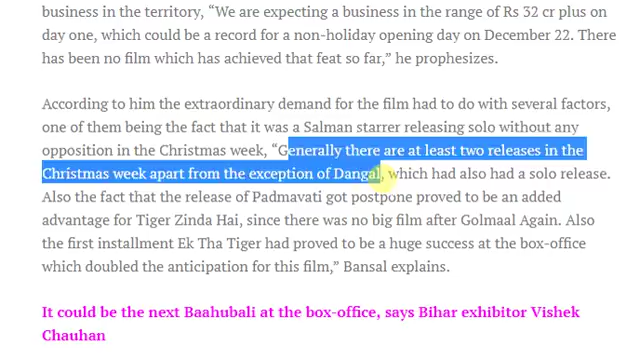 business in the territory, “We are expecting a business in the range of Rs 32 cr plus on
day one, which could be a record for a non-holiday opening day on December 22. There
has been no film which has achieved that feat so far,” he prophesizes.
According to him the extraordinary demand for the film had to do with several factors,
one of them being the fact that it was a Salman starrer releasing solo without any
opposition in the Christmas week, “Generally there are at least two releases in the
Christmas week apart from the exception of Dangal, which had also had a solo release.
Also the fact that the release of Padmavati got postpone proved to be an added
advantage for Tiger Zinda Hai, since there was no big film after Golmaal Again. Also
the first installment Ek Tha Tiger had proved to be a huge success at the box-office
which doubled the anticipation for this film,” Bansal explains.
It could be the next Baahubali at the box-office, says Bihar exhibitor Vishek
Chauhan